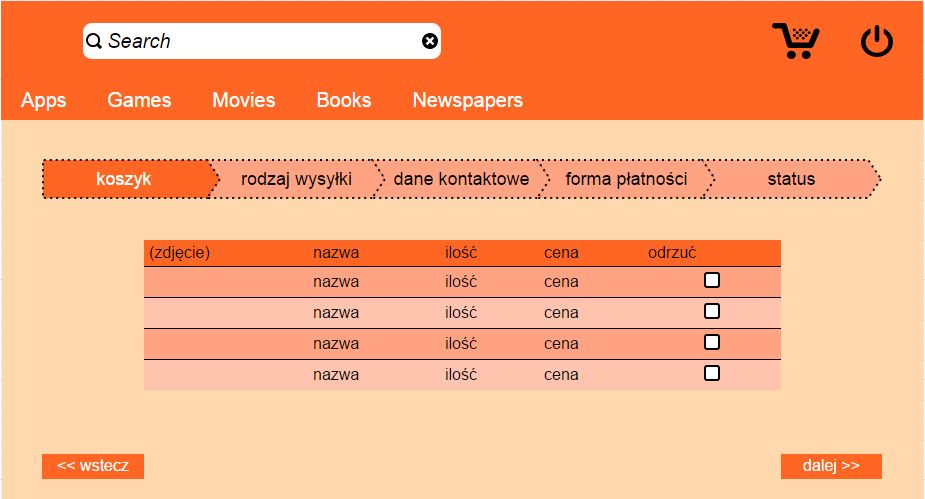 Search
Apps Games Movies Books Newspapers
koszyk rodzaj wysyłki dane kontaktowe forma płatności status
(zdjęcie) nazwa ilość cena odrzuć
nazwa ilość cena
nazwa ilość cena
nazwa ilość cena
nazwa ilość cena
<< wstecz dalej >>